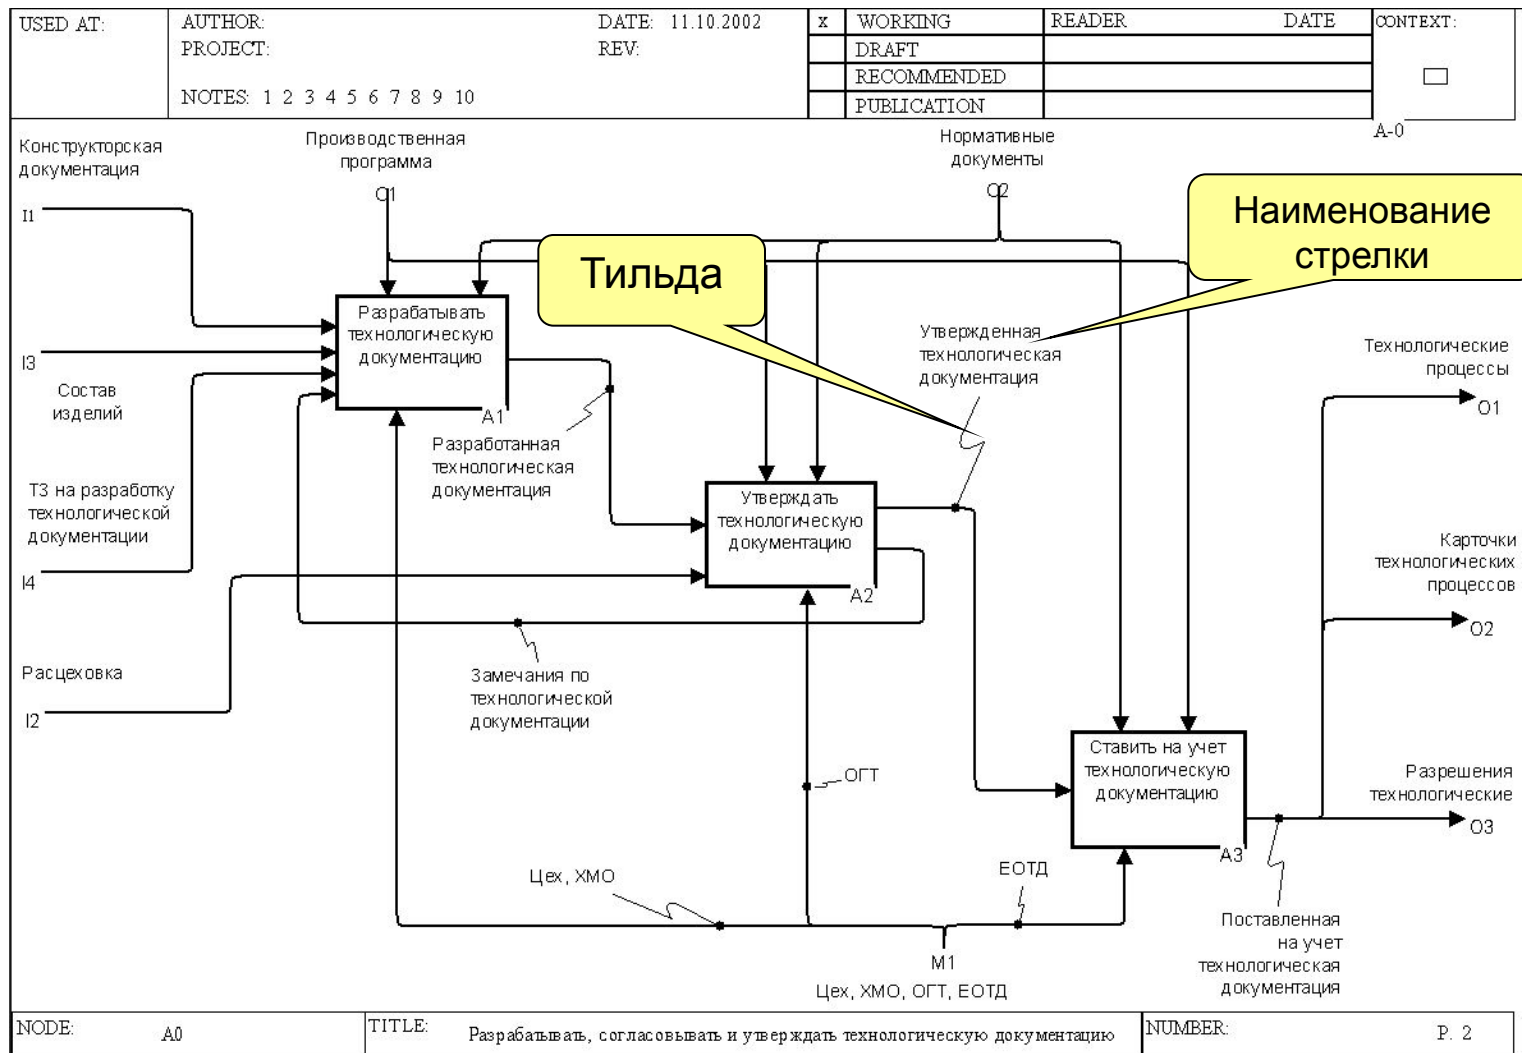 USED AT:
AUTHOR:
DATE: 11.10.2002
PROJECT:
REV:
NOTES: 1 2 3 4 5 6 7 8 9 10
X WORKING
DRAFT
RECOMMENDED
PUBLICATION
READER DATE
CONTEXT:
A-0
Конструкторская
документация
I1
Производственная
программа
C1
Нормативные
документы
C2
Наименование
стрелки
Тильда
Разрабатывать
технологическую
документацию
A1
I3
Состав
изделий
Утвержденная
технологическая
документация
Технологические
процессы
O1
Разработанная
технологическая
документация
ТЗ на разработку
технологической
документации
I4
Утверждать
технологическую
документацию
A2
Карточки
технологических
процессов
O2
Расцеховка
I2
Замечания по
технологической
документации
ОГТ
Ставить на учет
технологическую
документацию
A3
Разрешения
технологические
O3
Цех, ХМО
ЕОТД
M1
Цех, ХМО, ОГТ, ЕОТД
Поставленная
на учет
технологическая
документация
NODE: A0
TITLE: Разрабатывать, согласовывать и утверждать технологическую документацию
NUMBER: P. 2